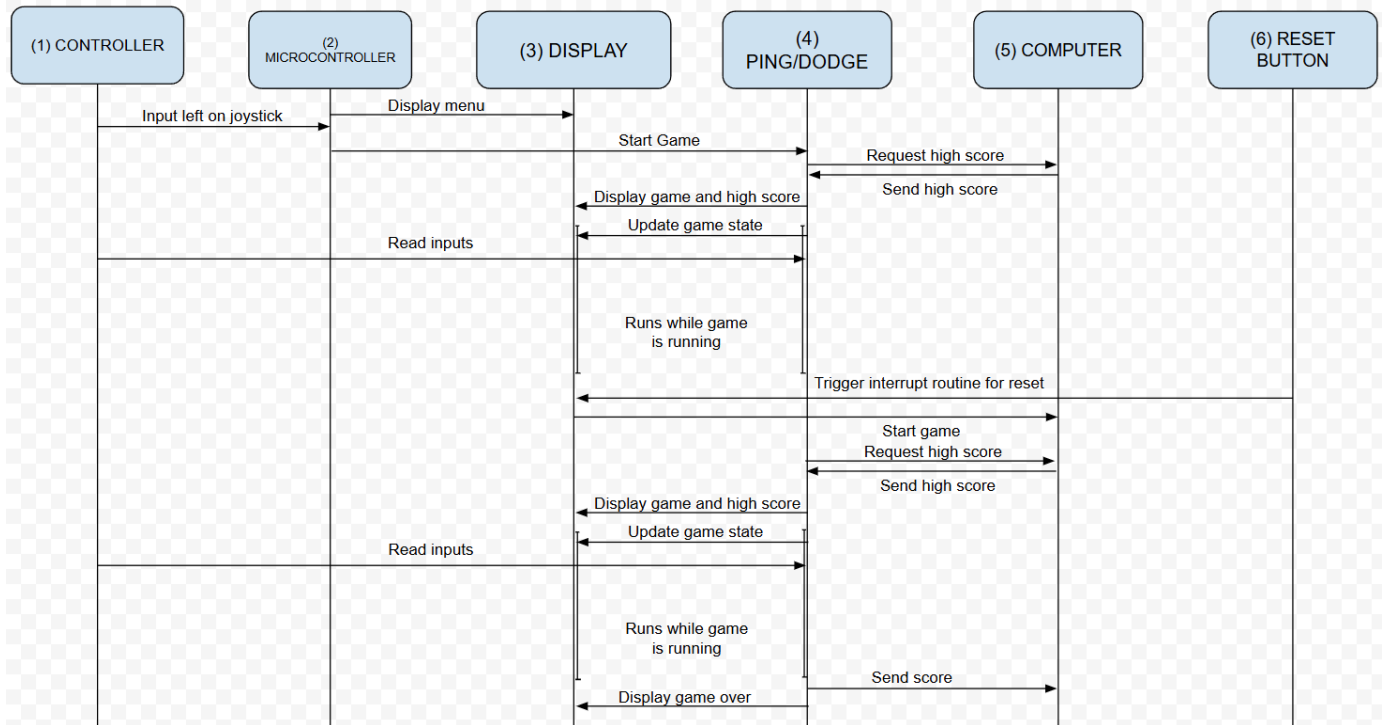 (1) CONTROLLER
(2)
MICROCONTROLLER
(3) DISPLAY
(4)
PING/DODGE
(5) COMPUTER
(6) RESET
BUTTON
Display menu
Input left on joystick
Start Game
Request high score
Send high score
Display game and high score
Update game state
Read inputs
Runs while game
is running
Trigger interrupt routine for reset
Start game
Request high score
Send high score
Display game and high score
Update game state
Read inputs
Runs while game
is running
Send score
Display game over